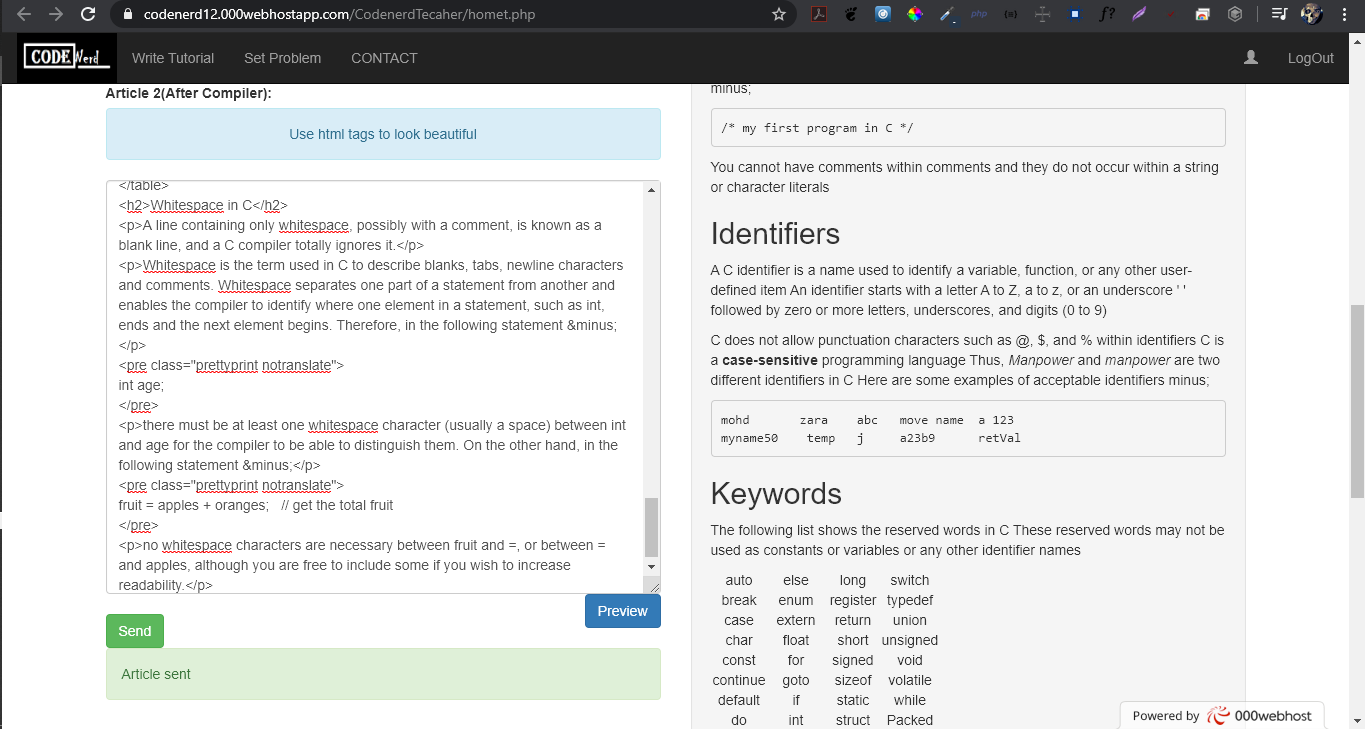 codenerd12.000webhostapp.com/CodenerdTecaher/homet.php
CODE Nerd Write Tutorial Set Problem CONTACT LogOut
Article 2(After Compiler):
Use html tags to look beautiful
</table>
<h2>Whitespace in C</h2>
<p>A line containing only whitespace, possibly with a comment, is known as a
blank line, and a C compiler totally ignores it.</p>
<p>Whitespace is the term used in C to describe blanks, tabs, newline characters
and comments. Whitespace separates one part of a statement from another and
enables the compiler to identify where one element in a statement, such as int,
ends and the next element begins. Therefore, in the following statement &minus;
</p>
<pre class="prettyprint notranslate">
int age;
</pre>
<p>there must be at least one whitespace character (usually a space) between int
and age for the compiler to be able to distinguish them. On the other hand, in the
following statement &minus;</p>
<pre class="prettyprint notranslate">
fruit = apples + oranges;   // get the total fruit
</pre>
<p>no whitespace characters are necessary between fruit and =, or between =
and apples, although you are free to include some if you wish to increase
readability.</p>
Preview
Send
Article sent
minus;
/* my first program in C */
You cannot have comments within comments and they do not occur within a string
or character literals
Identifiers
A C identifier is a name used to identify a variable, function, or any other user-
defined item An identifier starts with a letter A to Z, a to z, or an underscore ' '
followed by zero or more letters, underscores, and digits (0 to 9)
C does not allow punctuation characters such as @, $, and % within identifiers C is
a case-sensitive programming language Thus, Manpower and manpower are two
different identifiers in C Here are some examples of acceptable identifiers minus;
mohd       zara    abc   move name  a 123
myname50    temp   j     a23b9      retVal
Keywords
The following list shows the reserved words in C These reserved words may not be
used as constants or variables or any other identifier names
auto else long switch
break enum register typedef
case extern return union
char float short unsigned
const for signed void
continue goto sizeof volatile
default if static while
do int struct Packed
Powered by 000webhost